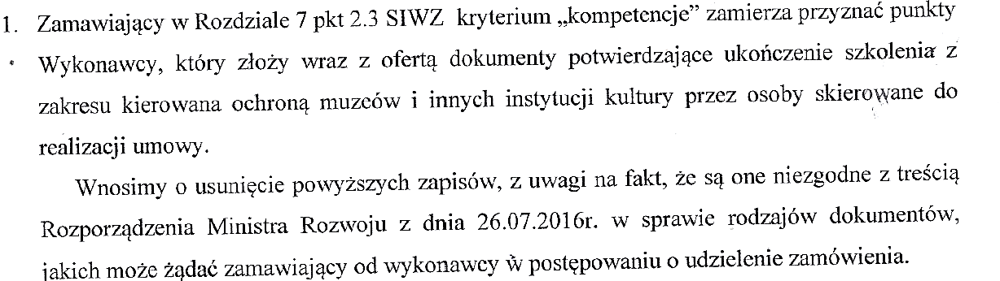 1. Zamawiający w Rozdziale 7 pkt 2.3 SIWZ kryterium „kompetencje” zamierza przyznać punkty
Wykonawcy, który złoży wraz z ofertą dokumenty potwierdzające ukończenie szkolenia z
zakresu kierowana ochroną muzeów i innych instytucji kultury przez osoby skierowane do
realizacji umowy.
Wnosimy o usunięcie powyższych zapisów, z uwagi na fakt, że są one niezgodne z treścią
Rozporządzenia Ministra Rozwoju z dnia 26.07.2016r. w sprawie rodzajów dokumentów,
jakich może żądać zamawiający od wykonawcy w postępowaniu o udzielenie zamówienia.